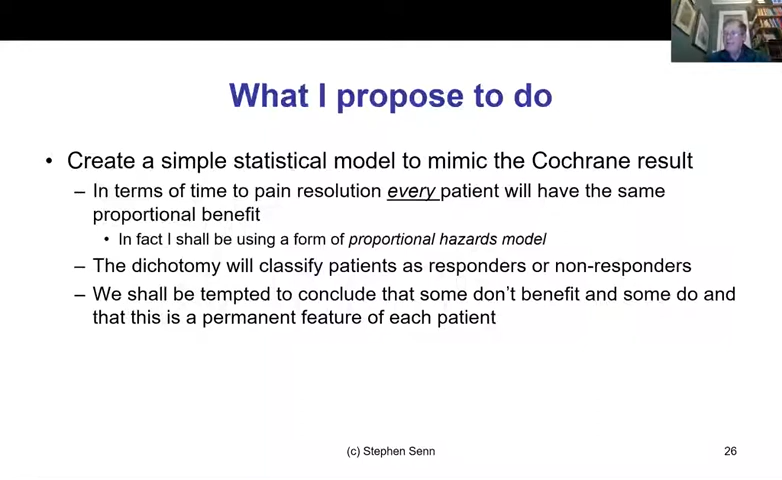 What I propose to do
• Create a simple statistical model to mimic the Cochrane result
– In terms of time to pain resolution every patient will have the same
proportional benefit
• In fact I shall be using a form of proportional hazards model
– The dichotomy will classify patients as responders or non-responders
– We shall be tempted to conclude that some don’t benefit and some do and
that this is a permanent feature of each patient
(c) Stephen Senn
26